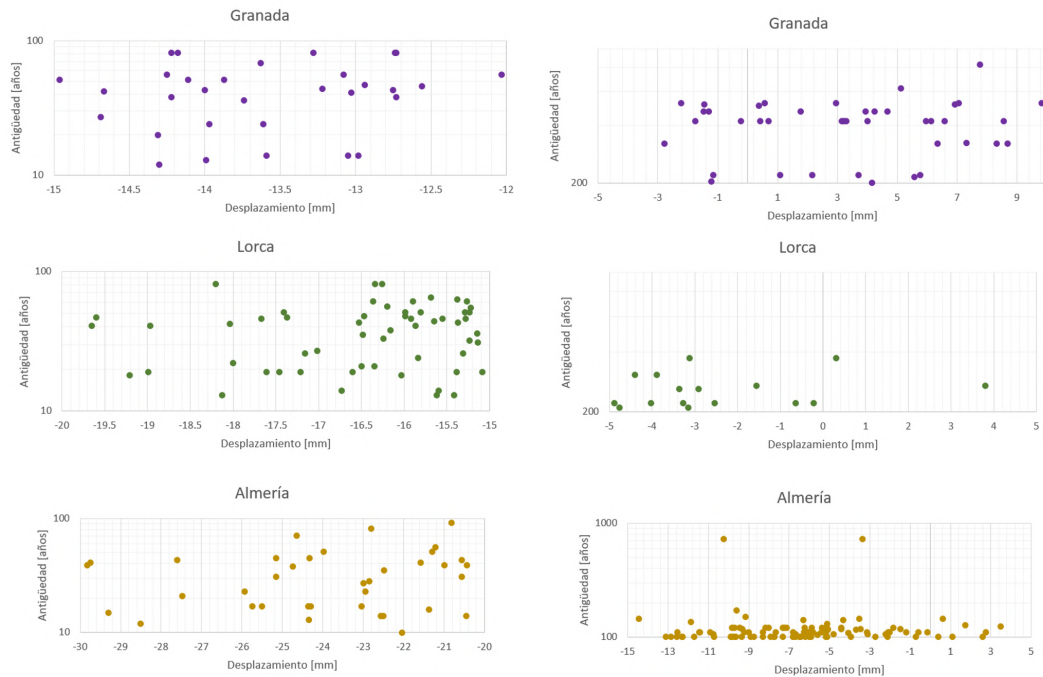 Granada
100
10
Antigüedad [años]
-15 -14.5 -14 -13.5 -13 -12.5 -12
Desplazamiento [mm]
Granada
200
Antigüedad [años]
-5 -3 -1 1 3 5 7 9
Desplazamiento [mm]
Lorca
100
10
Antigüedad [años]
-20 -19.5 -19 -18.5 -18 -17.5 -17 -16.5 -16 -15.5 -15
Desplazamiento [mm]
Lorca
200
Antigüedad [años]
-5 -4 -3 -2 -1 0 1 2 3 4 5
Desplazamiento [mm]
Almería
100
10
Antigüedad [años]
-30 -29 -28 -27 -26 -25 -24 -23 -22 -21 -20
Desplazamiento [mm]
Almería
1000
100
Antigüedad [años]
-15 -13 -11 -9 -7 -5 -3 -1 1 3 5
Desplazamiento [mm]